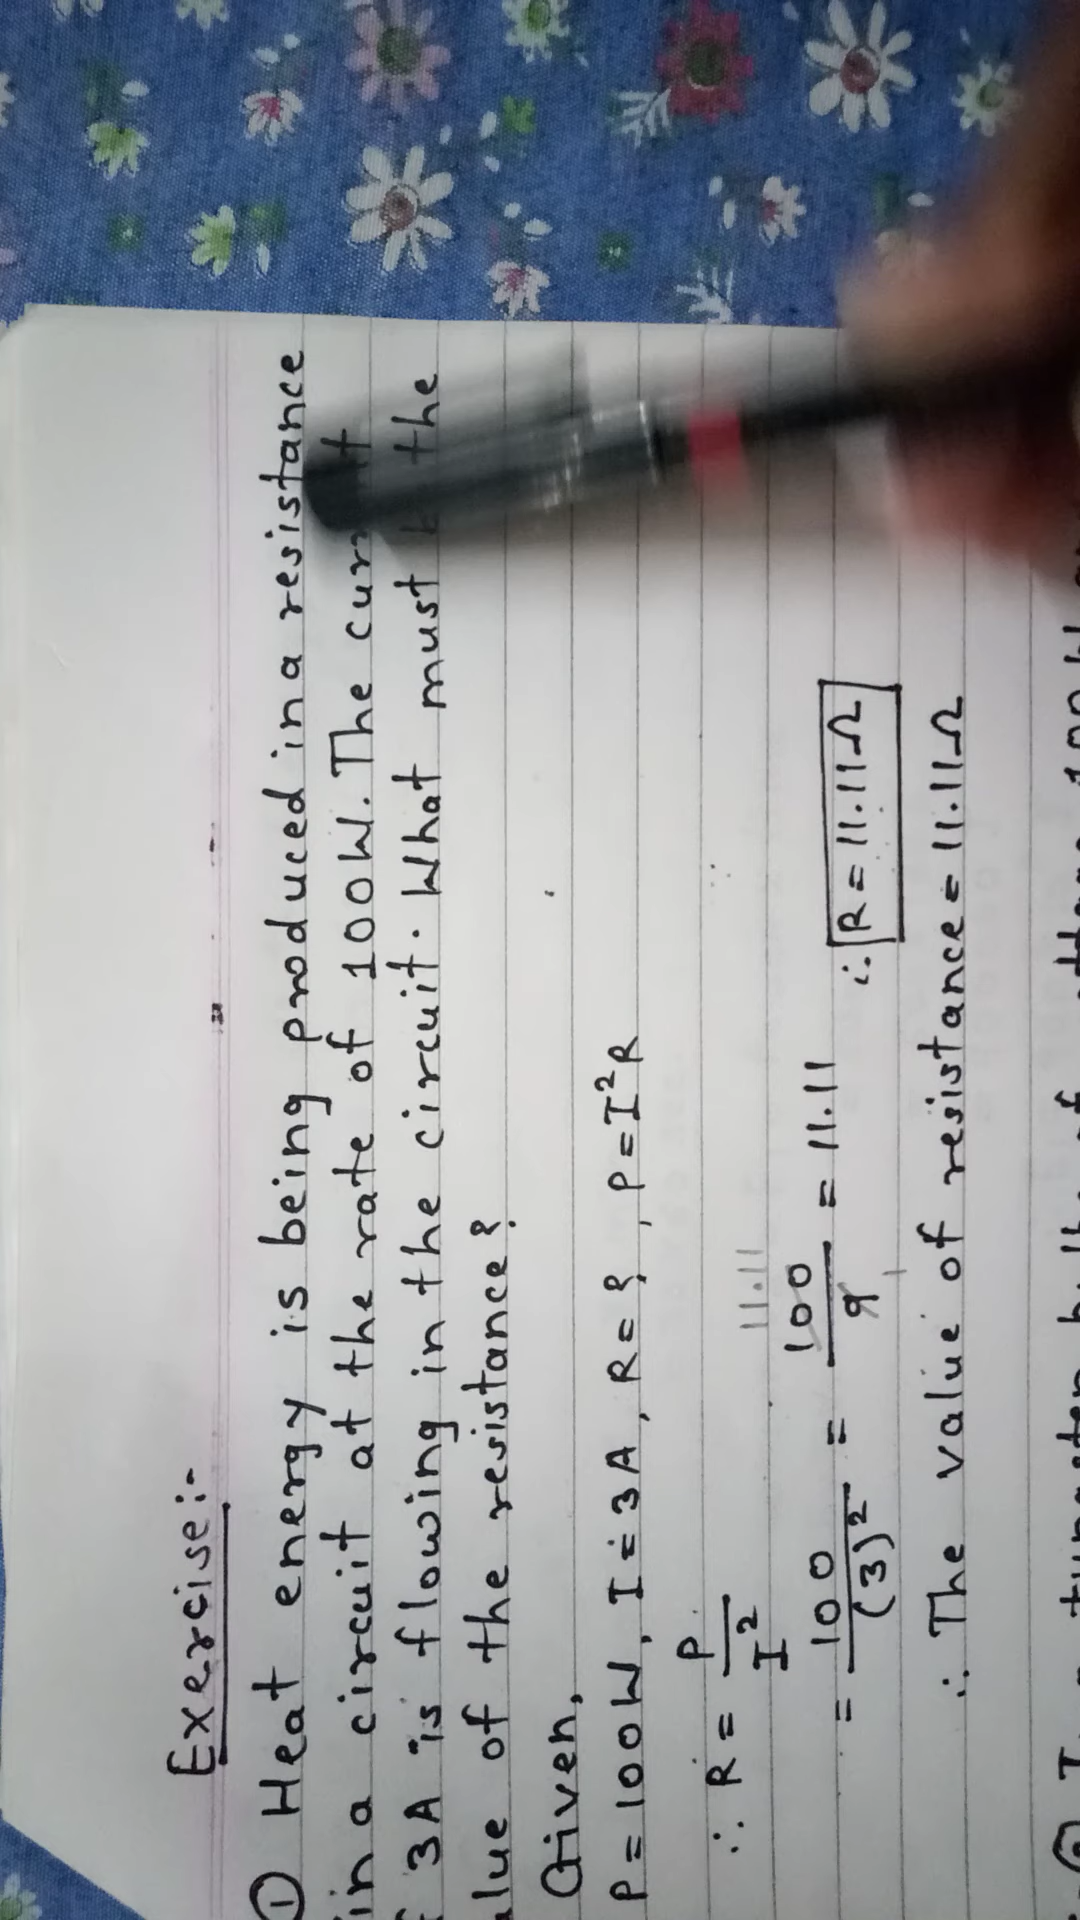 Exercise:-
① Heat energy is being produced in a resistance
in a circuit at the rate of 100W. The
3A is flowing in the circuit. What must the
of the resistance?
Given,
P = 100W, I = 3A, R = ?, P = I²R
∴ R = P/I²
11.11
= 100/(3)² = 100/9 = 11.11 ∴ R = 11.11Ω
∴ The value of resistance = 11.11Ω